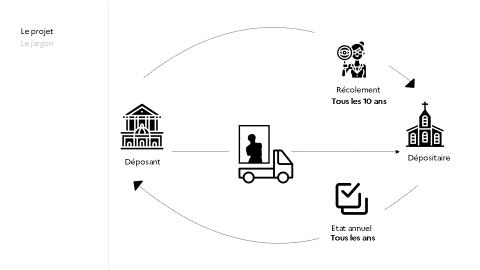 Le projet
Le jargon
Récolement
Tous les 10 ans
Déposant
Dépositaire
Etat annuel
Tous les ans